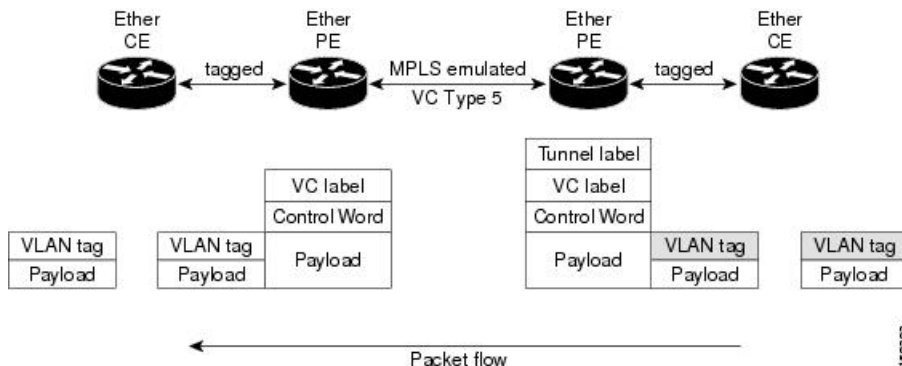 Ether
CE
Ether
PE
Ether
PE
Ether
CE
tagged
MPLS emulated
VC Type 5
tagged
Tunnel label
VC label
VC label
Control Word
Control Word
VLAN tag
VLAN tag
Payload
Payload
VLAN tag
VLAN tag
Payload
Payload
Payload
Payload
Packet flow